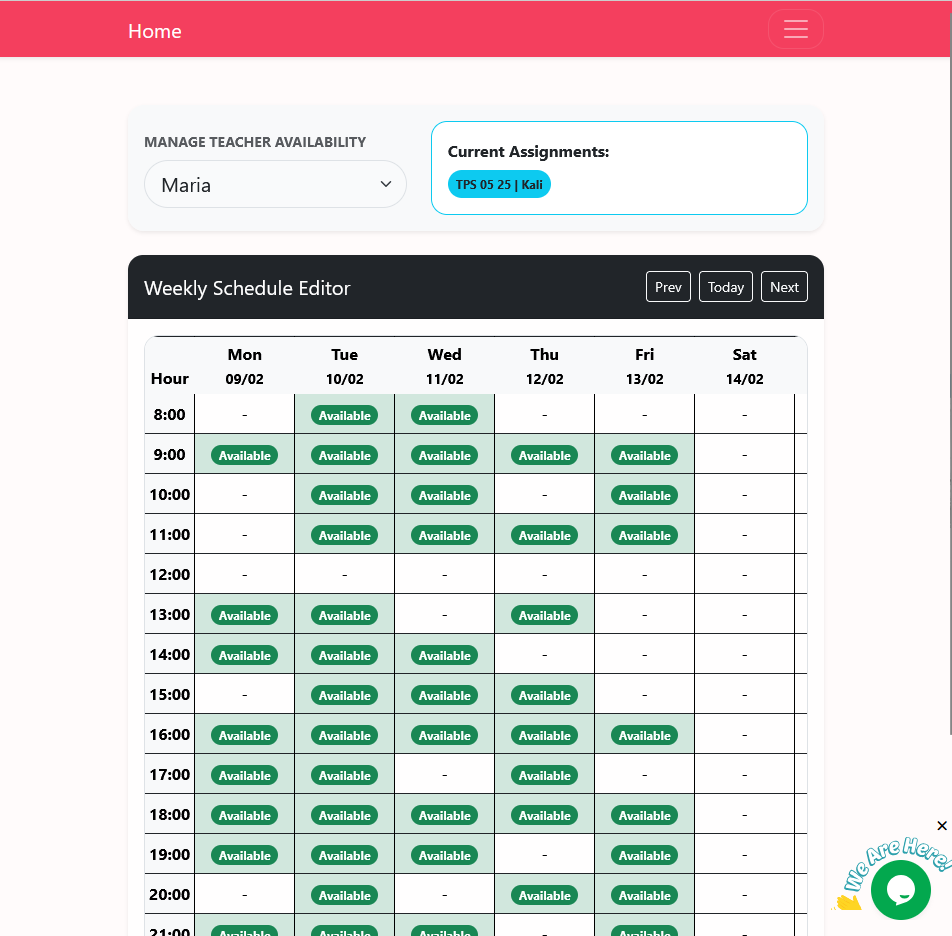 Home
MANAGE TEACHER AVAILABILITY
Maria
Current Assignments:
TPS 05 25 | Kali
Weekly Schedule Editor Prev Today Next
Mon Tue Wed Thu Fri Sat
Hour 09/02 10/02 11/02 12/02 13/02 14/02
8:00 - Available Available - - -
9:00 Available Available Available Available Available -
10:00 - Available Available - Available -
11:00 - Available Available Available Available -
12:00 - - - - - -
13:00 Available Available - Available - -
14:00 Available Available Available - - -
15:00 - Available Available Available - -
16:00 Available Available Available Available Available -
17:00 Available Available - Available - -
18:00 Available Available Available Available Available -
19:00 Available Available Available - Available -
20:00 - Available - Available Available -
21:00 Available Available Available - Available -
We Are Here!